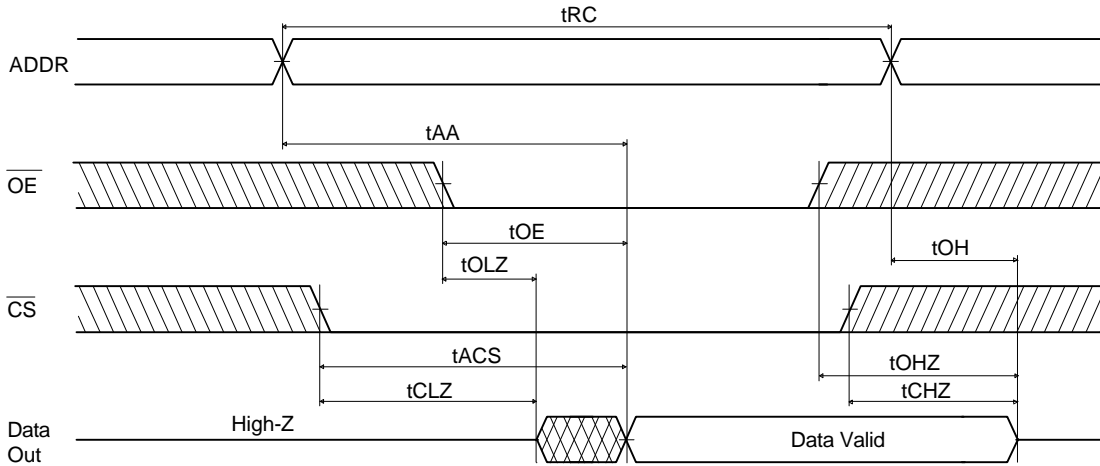 tRC
ADDR
tAA
OE
tOE
tOLZ
tOH
CS
tACS
tOHZ
tCLZ
tCHZ
High-Z
Data Valid
Data
Out